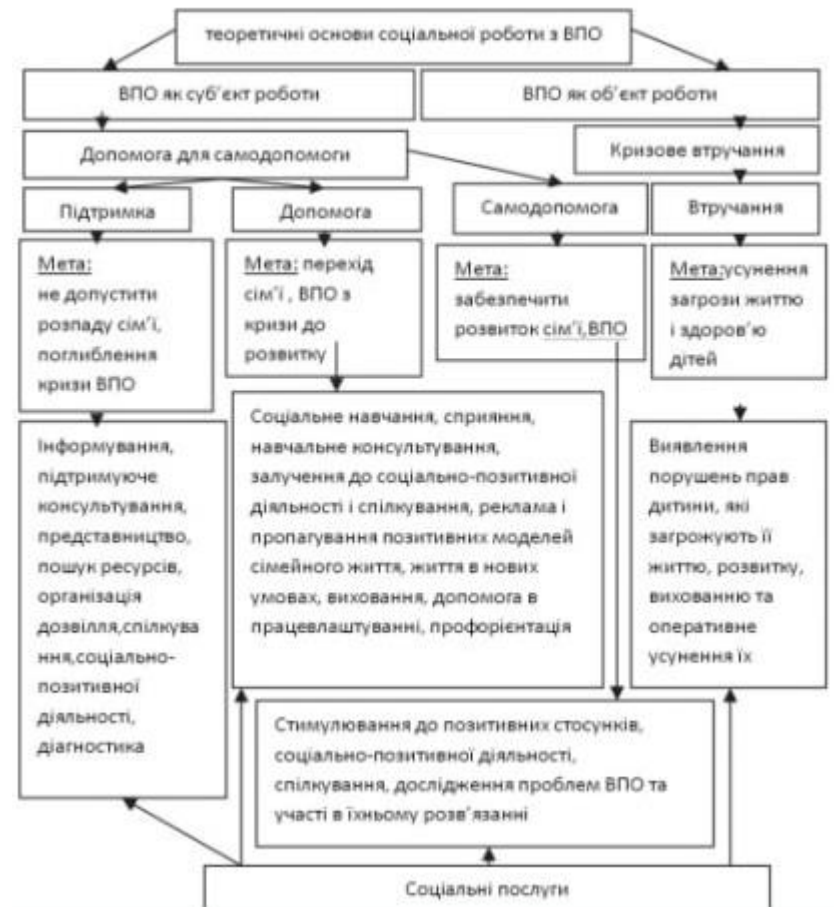 теоретичні основи соціальної роботи з ВПО
ВПО як суб'єкт роботи
ВПО як об'єкт роботи
Допомога для самодопомоги
Кризове втручання
Підтримка
Допомога
Самодопомога
Втручання
Мета:
не допустити
розпаду сім'ї,
поглиблення
кризи ВПО
Мета: перехід
сім'ї , ВПО з
кризи до
розвитку
Мета:
забезпечити
розвиток сім'ї,ВПО
Мета:усунення
загрози життю
і здоров'ю
дітей
Інформування,
підтримуюче
консультування,
представництво,
пошук ресурсів,
організація
дозвілля,спілкува
ння,соціально-
позитивної
діяльності,
діагностика
Соціальне навчання, сприяння,
навчальне консультування,
залучення до соціально-позитивної
діяльності і спілкування, реклама і
пропагування позитивних моделей
сімейного життя, життя в нових
умовах, виховання, допомога в
працевлаштуванні, профорієнтація
Виявлення
порушень прав
дитини, які
загрожують її
життю, розвитку,
вихованню та
оперативне
усунення їх
Стимулювання до позитивних стосунків,
соціально-позитивної діяльності,
спілкування, дослідження проблем ВПО та
участі в їхньому розв'язанні
Соціальні послуги